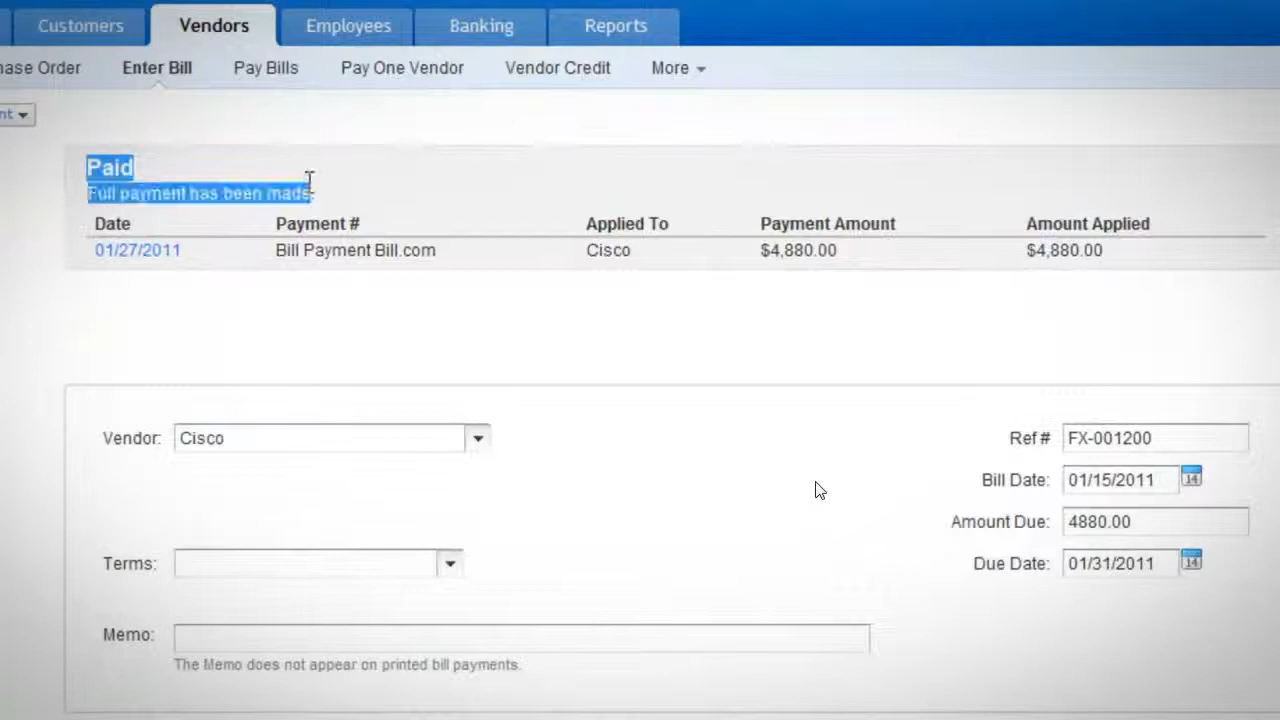 Customers Vendors Employees Banking Reports
hase Order Enter Bill Pay Bills Pay One Vendor Vendor Credit More
nt
Paid
Full payment has been made.
Date Payment # Applied To Payment Amount Amount Applied
01/27/2011 Bill Payment Bill.com Cisco $4,880.00 $4,880.00
Vendor: Cisco Ref # FX-001200
Bill Date: 01/15/2011 14
Amount Due: 4880.00
Terms: Due Date: 01/31/2011 14
Memo:
The Memo does not appear on printed bill payments.